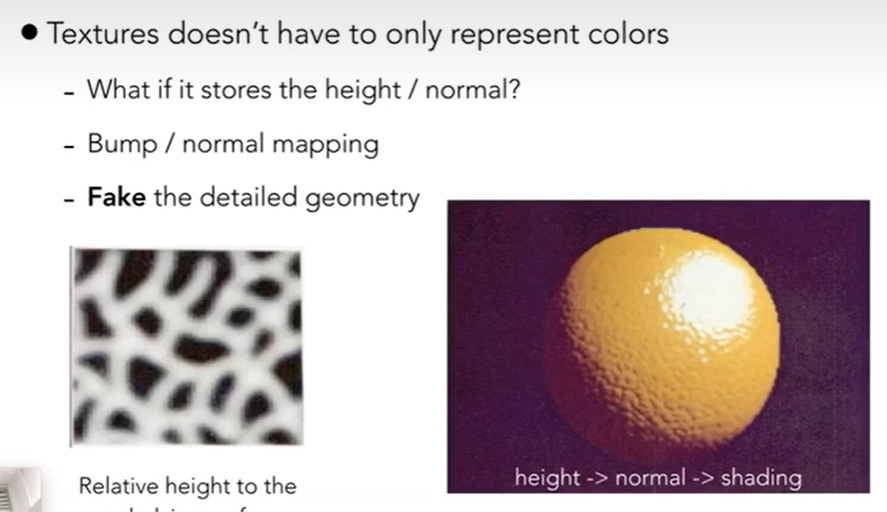 ● Textures doesn't have to only represent colors
- What if it stores the height / normal?
- Bump / normal mapping
- Fake the detailed geometry
height -> normal -> shading
Relative height to the